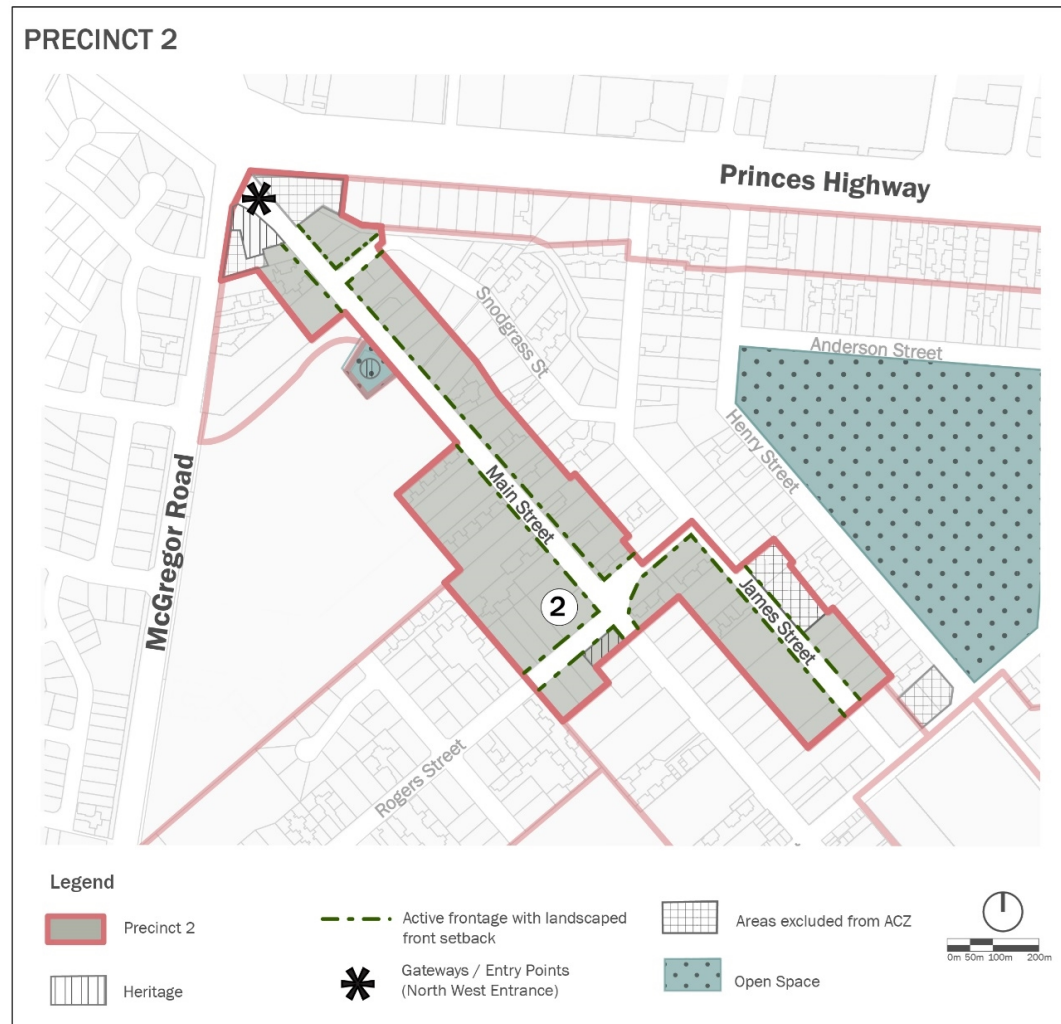 PRECINCT 2
Princes Highway
Snodgrass St
Anderson Street
Henry Street
McGregor Road
Main Street
2
James Street
Rogers Street
Legend
Precinct 2
Heritage
Active frontage with landscaped
front setback
Gateways / Entry Points
(North West Entrance)
Areas excluded from ACZ
Open Space
0m 50m 100m 200m